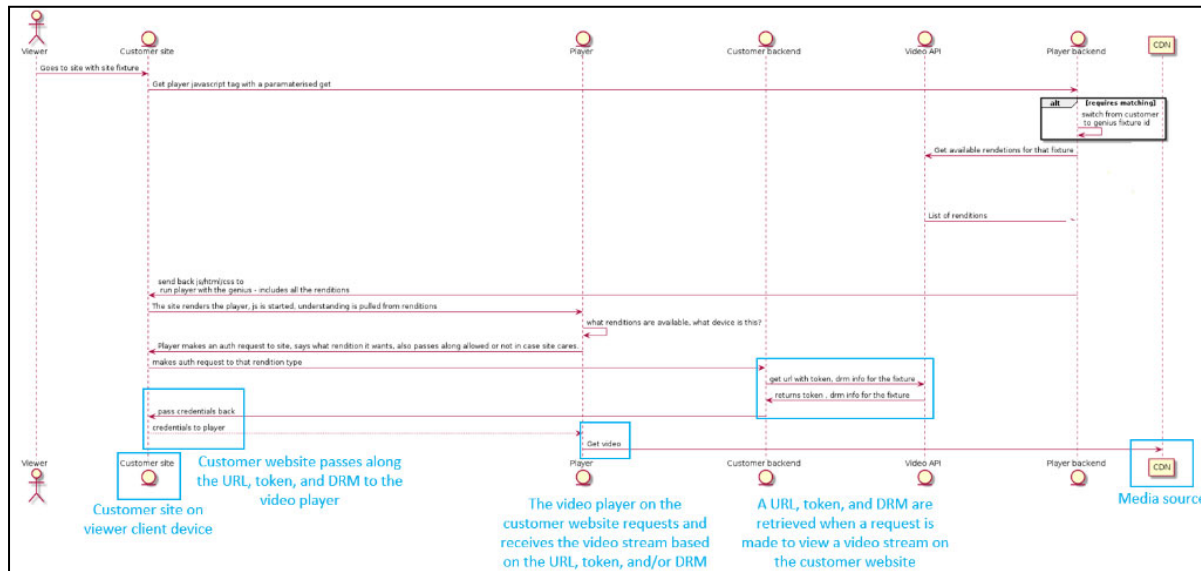 Viewer
Customer site
Player
Customer backend
Video API
Player backend
CDN
Goes to site with site fixture
Get player javascript tag with a paramaterised get
alt
[requires matching]
switch from customer
to genius fixture id
Get available rendetions for that fixture
List of renditions
send back js/html/css to
run player with the genius - includes all the renditions
The site renders the player, js is started, understanding is pulled from renditions
what renditions are available, what device is this?
Player makes an auth request to site, says what rendition it wants, also passes along allowed or not in case site cares.
makes auth request to that rendition type
get url with token, drm info for the fixture
returns token , drm info for the fixture
pass credentials back
credentials to player
Get video
Viewer
Customer site
Player
Customer backend
Video API
Player backend
CDN
Customer website passes along
the URL, token, and DRM to the
video player
Customer site on
viewer client device
The video player on the
customer website requests and
receives the video stream based
on the URL, token, and/or DRM
A URL, token, and DRM are
retrieved when a request is
made to view a video stream on
the customer website
Media source